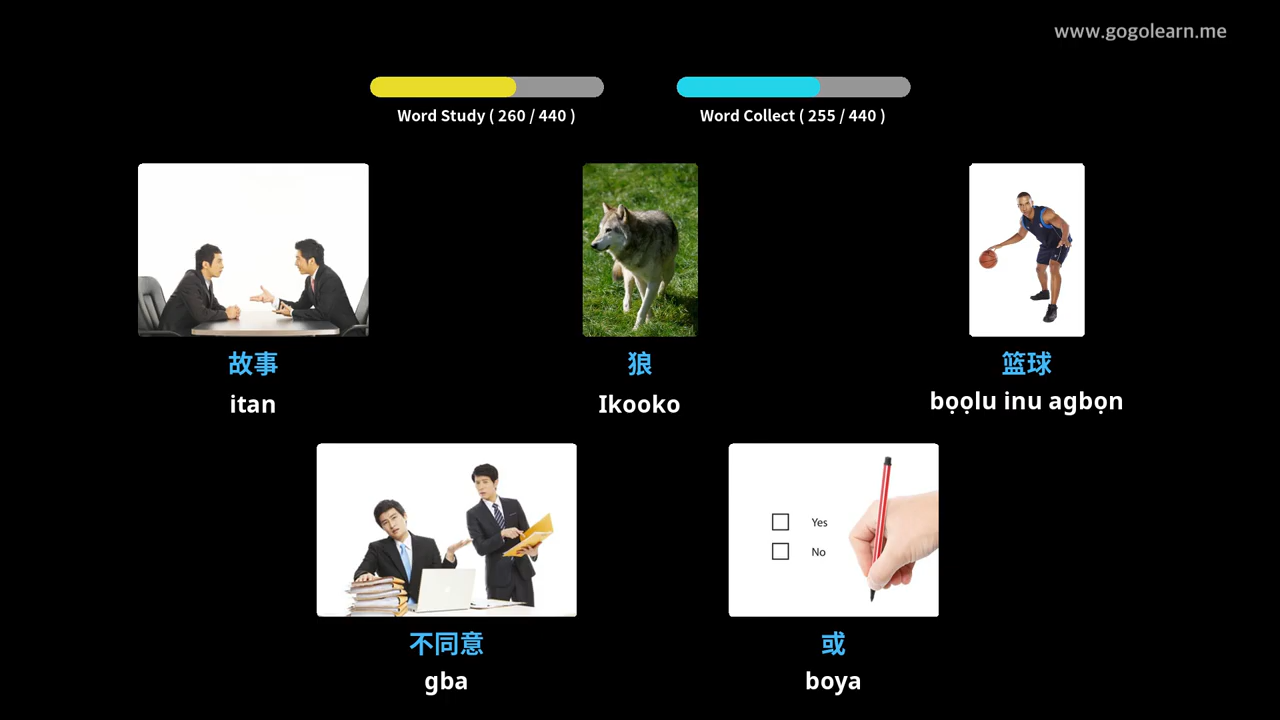 www.gogolearn.me
Word Study ( 260 / 440 )
Word Collect ( 255 / 440 )
故事
itan
狼
Ikooko
篮球
bọọlu inu agbọn
不同意
gba
Yes
No
或
boya